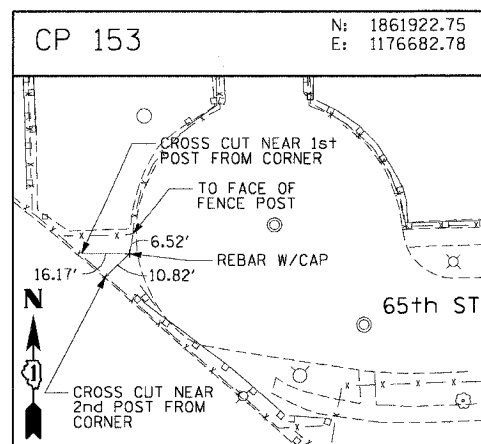 CP 153
N: 1861922.75
E: 1176682.78
CROSS CUT NEAR 1st
POST FROM CORNER
TO FACE OF
FENCE POST
6.52'
REBAR W/CAP
16.17'
10.82'
65th ST
N
1
CROSS CUT NEAR
2nd POST FROM
CORNER